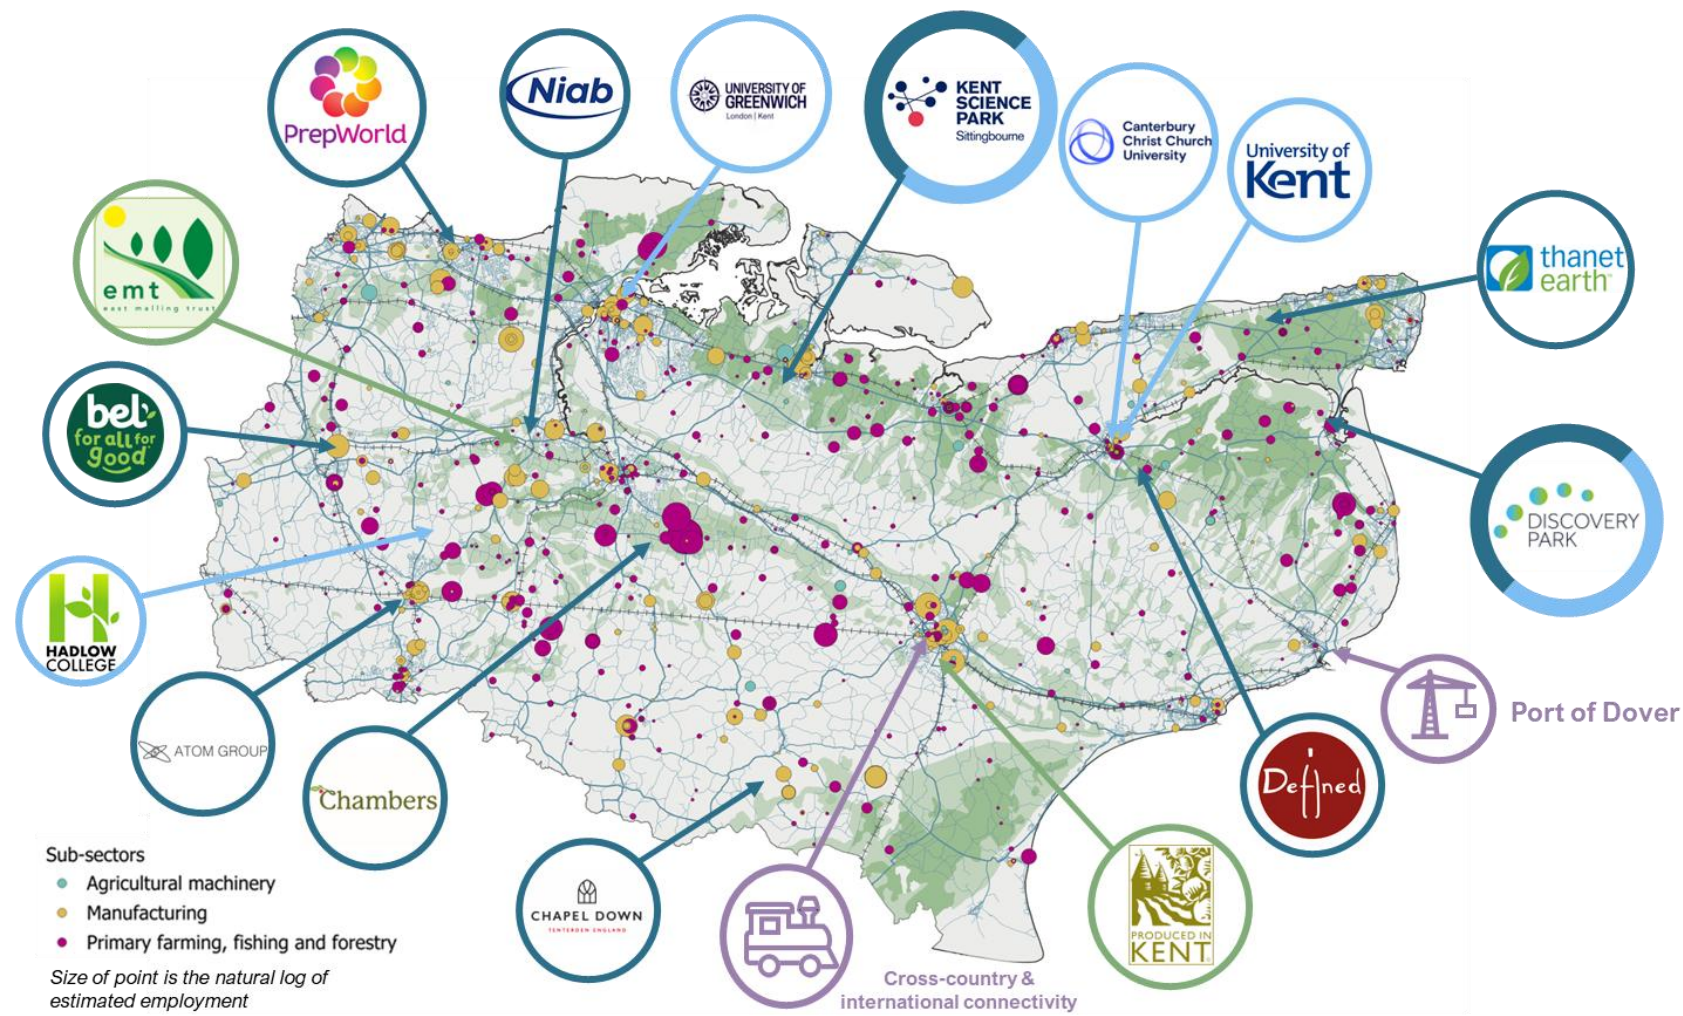 PrepWorld
Niab
UNIVERSITY OF
GREENWICH
London | Kent
KENT
SCIENCE
PARK
Sittingbourne
Canterbury
Christ Church
University
University of
Kent
thanet
earth
emt
east malling trust
bel
for all for
good
DISCOVERY
PARK
HADLOW
COLLEGE
ATOM GROUP
Chambers
CHAPEL DOWN
TENTERDEN ENGLAND
Cross-country &
international connectivity
PRODUCED IN
KENT
Defined
Port of Dover
Sub-sectors
Agricultural machinery
Manufacturing
Primary farming, fishing and forestry
Size of point is the natural log of
estimated employment